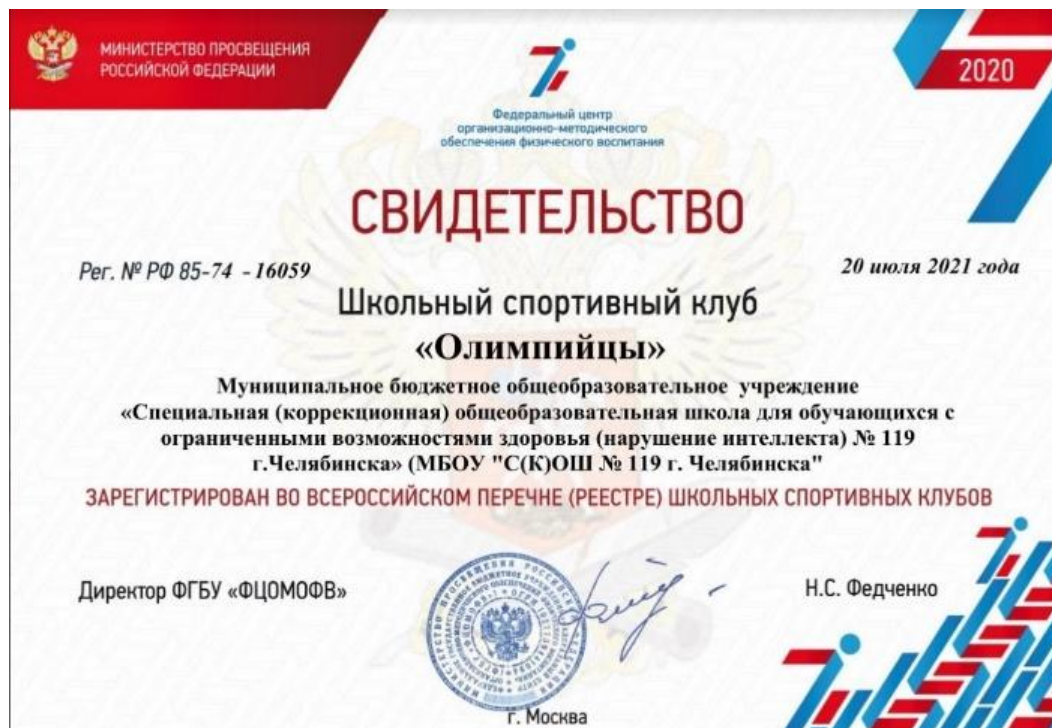 МИНИСТЕРСТВО ПРОСВЕЩЕНИЯ
РОССИЙСКОЙ ФЕДЕРАЦИИ
2020
Федеральный центр
организационно-методического
обеспечения физического воспитания
СВИДЕТЕЛЬСТВО
Рег. № РФ 85-74 - 16059
20 июля 2021 года
Школьный спортивный клуб
«Олимпийцы»
Муниципальное бюджетное общеобразовательное учреждение
«Специальная (коррекционная) общеобразовательная школа для обучающихся с
ограниченными возможностями здоровья (нарушение интеллекта) № 119
г.Челябинска» (МБОУ "С(К)ОШ № 119 г. Челябинска"
ЗАРЕГИСТРИРОВАН ВО ВСЕРОССИЙСКОМ ПЕРЕЧНЕ (РЕЕСТРЕ) ШКОЛЬНЫХ СПОРТИВНЫХ КЛУБОВ
Директор ФГБУ «ФЦОМОФВ»
Н.С. Федченко
г. Москва